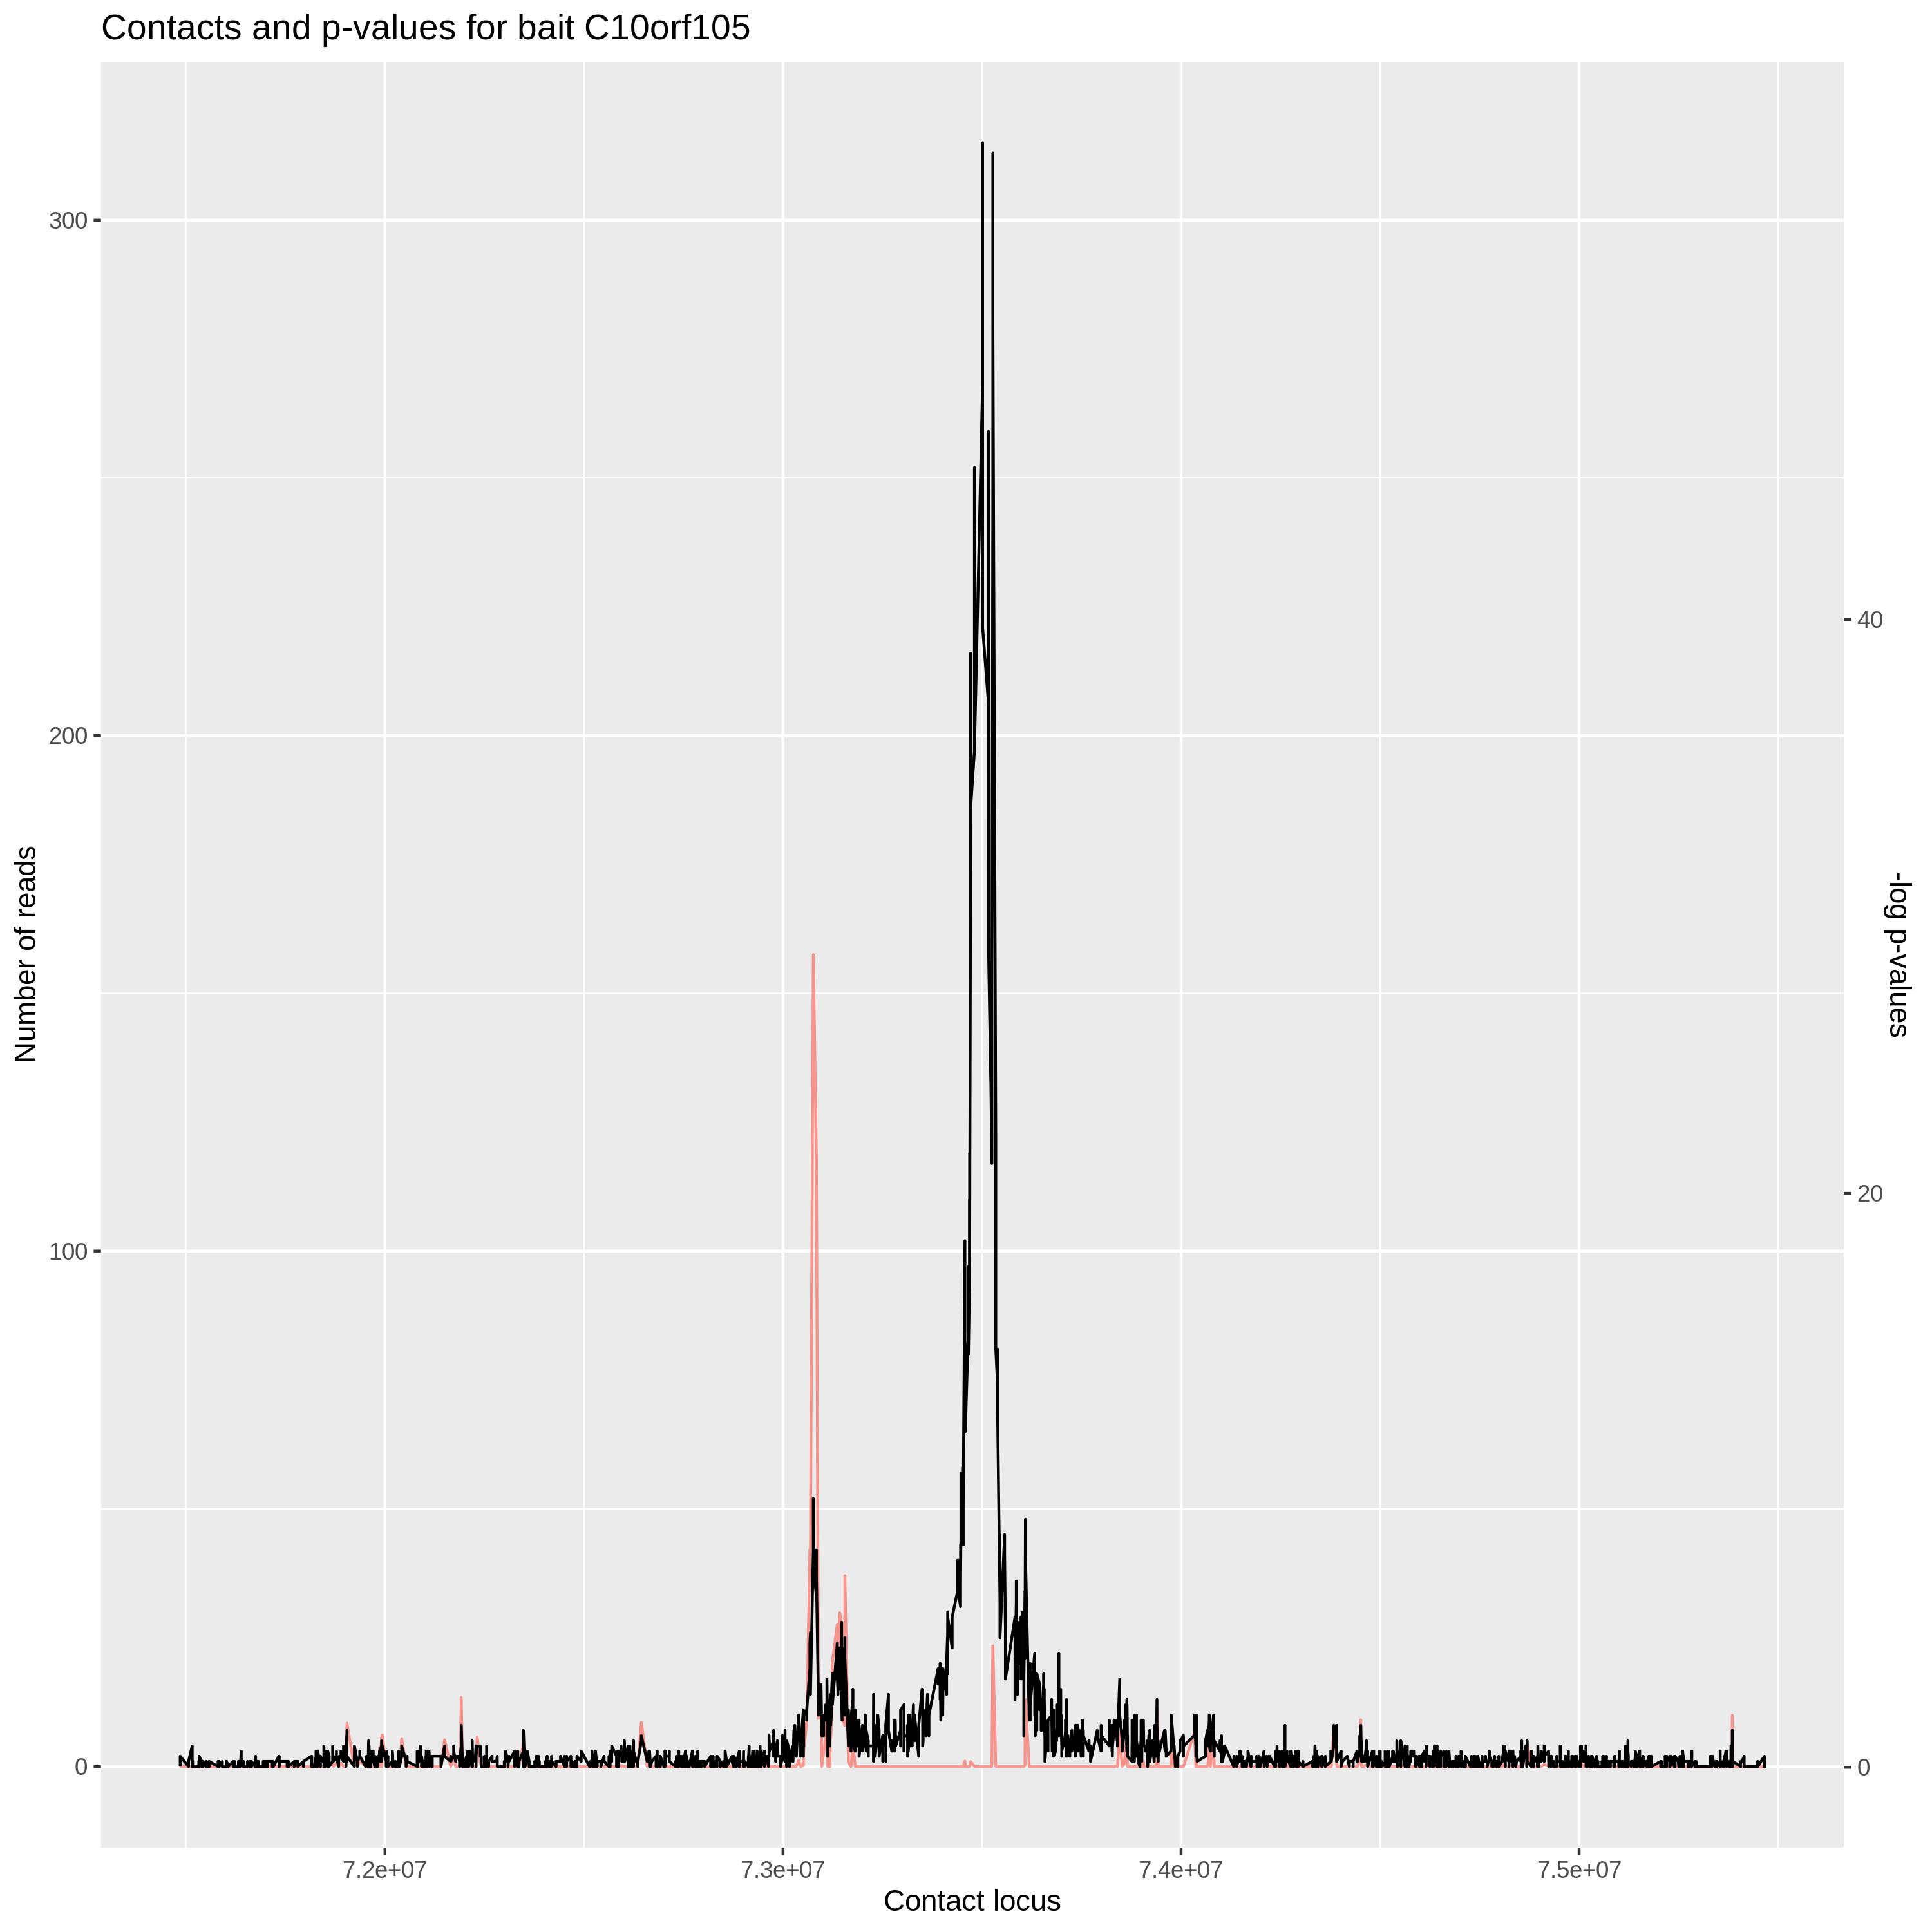 Contacts and p-values for bait C10orf105
300
200
100
0
Number of reads
40
20
0
-log p-values
7.2e+07 7.3e+07 7.4e+07 7.5e+07
Contact locus